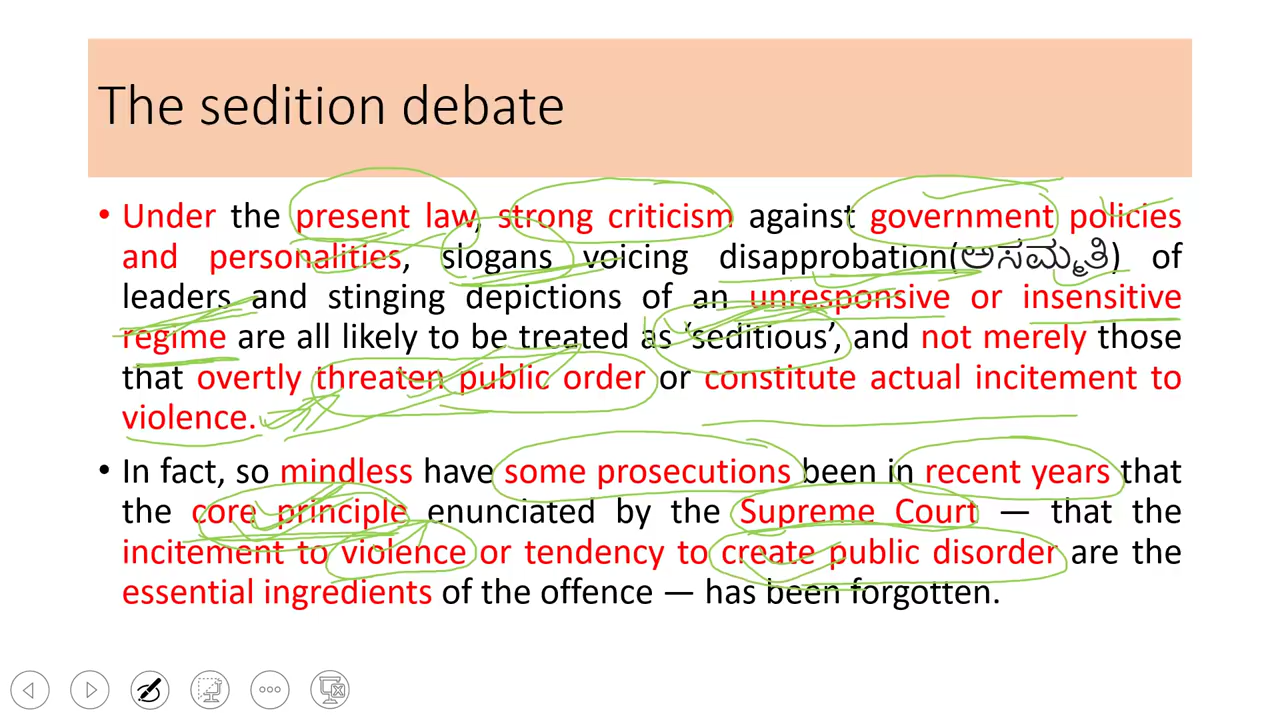 The sedition debate
• Under the present law, strong criticism against government policies
and personalities, slogans voicing disapprobation(ಅಸಮ್ಮತಿ) of
leaders and stinging depictions of an unresponsive or insensitive
regime are all likely to be treated as ‘seditious’, and not merely those
that overtly threaten public order or constitute actual incitement to
violence.
• In fact, so mindless have some prosecutions been in recent years that
the core principle enunciated by the Supreme Court — that the
incitement to violence or tendency to create public disorder are the
essential ingredients of the offence — has been forgotten.